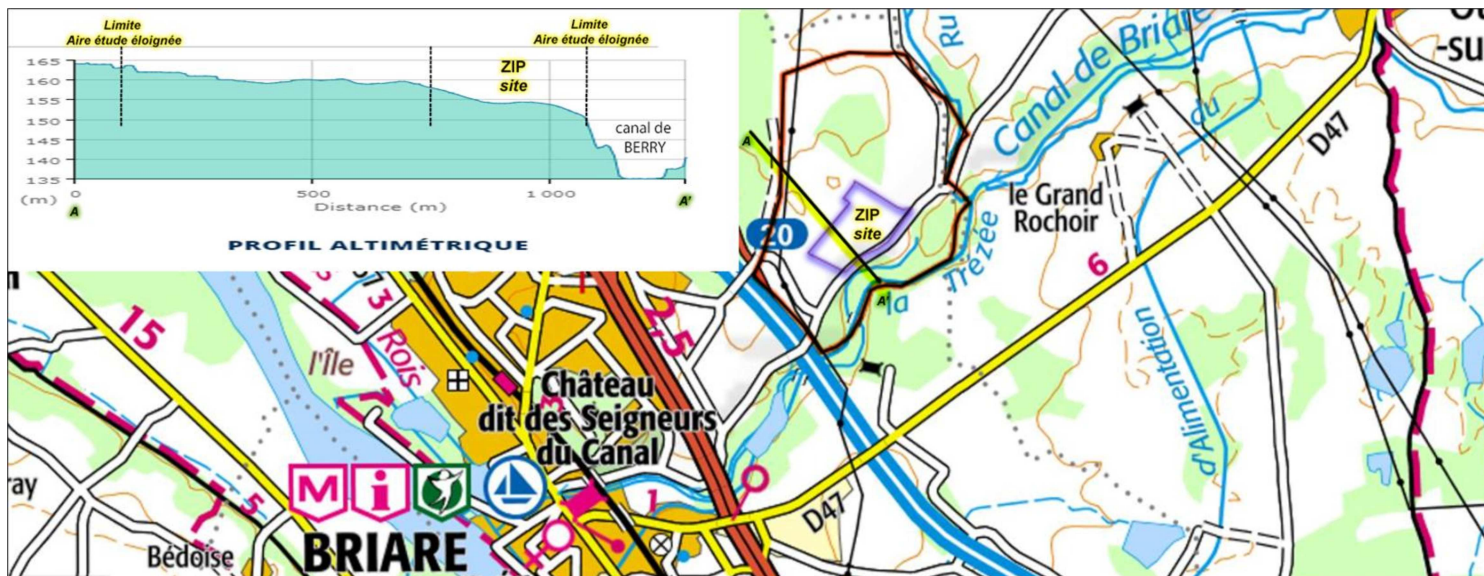 Limite
Aire étude éloignée
Limite
Aire étude éloignée
165
160
155
150
145
140
135
ZIP
site
canal de
BERRY
0
500
1 000
(m)
Distance (m)
A
A'
PROFIL ALTIMÉTRIQUE
Ru
Canal de Briare
du
-su
D47
A
ZIP
site
20
le Grand
Rochoir
la Trézée
A'
6
d'Alimentation
15
3
Rois
l'Île
2,5
Château
dit des Seigneurs
du Canal
3
5
ray
M
i
1
D47
Bédoise
BRIARE